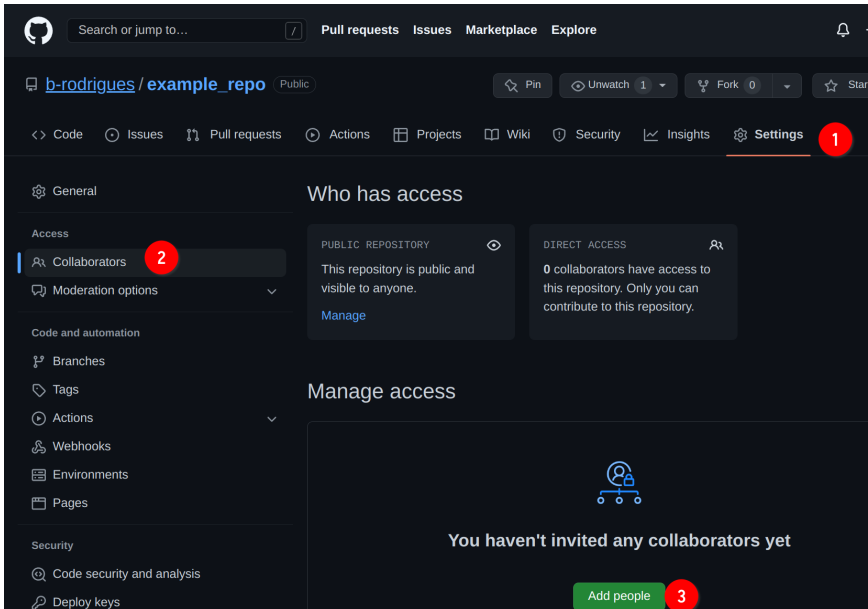 Search or jump to… / Pull requests Issues Marketplace Explore
b-rodrigues / example_repo Public Pin Unwatch 1 Fork 0 Star
Code Issues Pull requests Actions Projects Wiki Security Insights Settings 1
General
Access
Collaborators 2
Moderation options
Code and automation
Branches
Tags
Actions
Webhooks
Environments
Pages
Security
Code security and analysis
Deploy keys
Who has access
PUBLIC REPOSITORY
This repository is public and
visible to anyone.
Manage
DIRECT ACCESS
0 collaborators have access to
this repository. Only you can
contribute to this repository.
Manage access
You haven't invited any collaborators yet
Add people 3